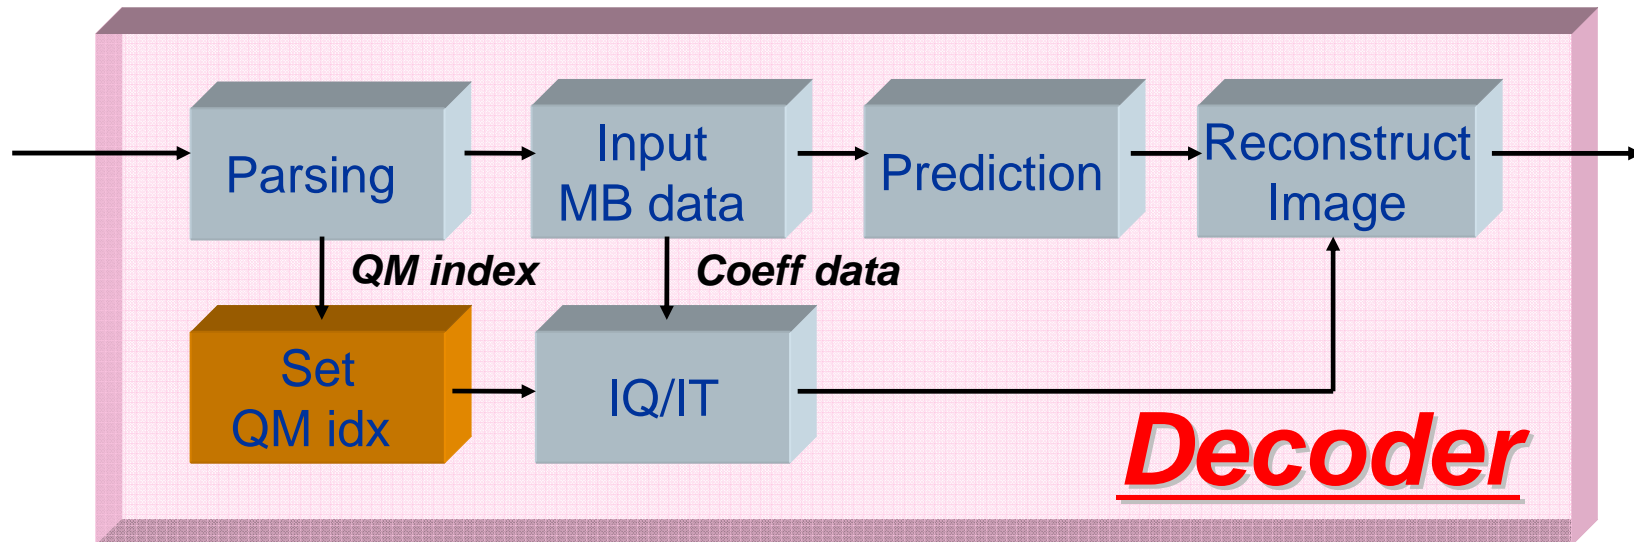 Parsing
Input
MB data
Prediction
Reconstruct
Image
QM index
Coeff data
Set
QM idx
IQ/IT
Decoder